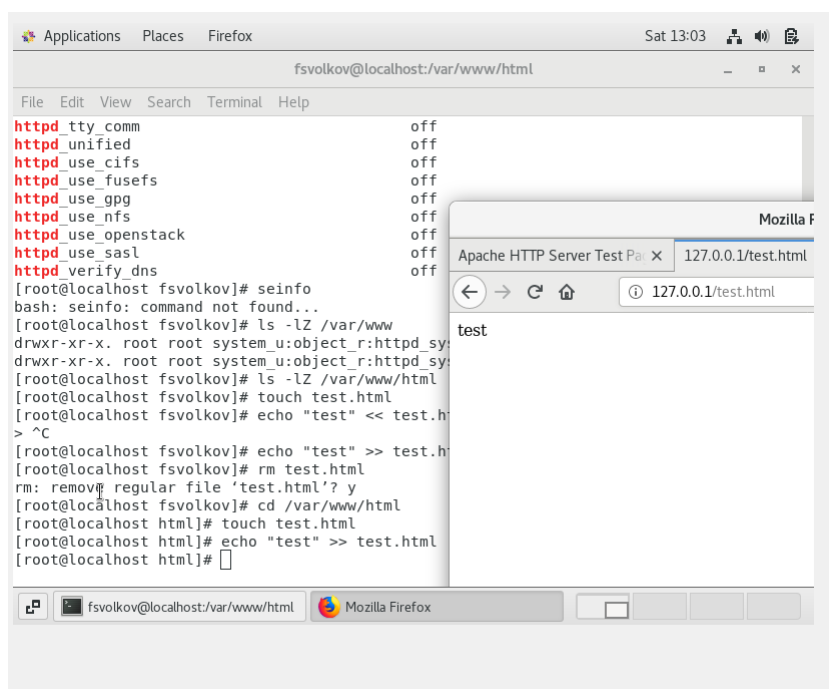 Applications Places Firefox Sat 13:03
fsvolkov@localhost:/var/www/html
File Edit View Search Terminal Help
httpd_tty_comm off
httpd_unified off
httpd_use_cifs off
httpd_use_fusefs off
httpd_use_gpg off
httpd_use_nfs off
httpd_use_openstack off
httpd_use_sasl off
httpd_verify_dns off
[root@localhost fsvolkov]# seinfo
bash: seinfo: command not found...
[root@localhost fsvolkov]# ls -lZ /var/www
drwxr-xr-x. root root system_u:object_r:httpd_sy
drwxr-xr-x. root root system_u:object_r:httpd_sy
[root@localhost fsvolkov]# ls -lZ /var/www/html
[root@localhost fsvolkov]# touch test.html
[root@localhost fsvolkov]# echo "test" << test.h
> ^C
[root@localhost fsvolkov]# echo "test" >> test.h
[root@localhost fsvolkov]# rm test.html
rm: remove regular file ‘test.html’? y
[root@localhost fsvolkov]# cd /var/www/html
[root@localhost html]# touch test.html
[root@localhost html]# echo "test" >> test.html
[root@localhost html]#
Mozilla F
Apache HTTP Server Test Pa 127.0.0.1/test.html
127.0.0.1/test.html
test
fsvolkov@localhost:/var/www/html Mozilla Firefox